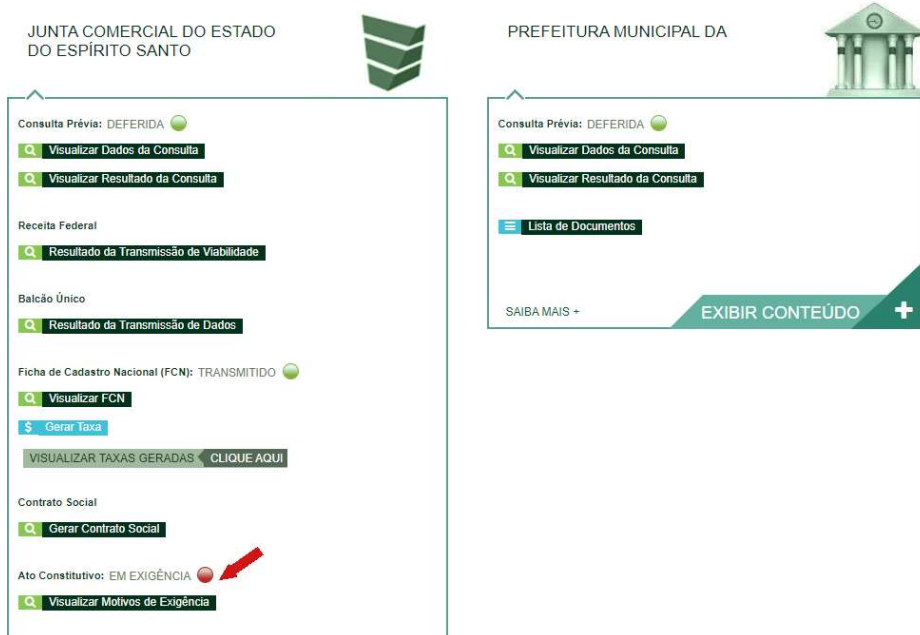 JUNTA COMERCIAL DO ESTADO
DO ESPÍRITO SANTO
Consulta Prévia: DEFERIDA
Visualizar Dados da Consulta
Visualizar Resultado da Consulta
Receita Federal
Resultado da Transmissão de Viabilidade
Balcão Único
Resultado da Transmissão de Dados
Ficha de Cadastro Nacional (FCN): TRANSMITIDO
Visualizar FCN
$ Gerar Taxa
VISUALIZAR TAXAS GERADAS CLIQUE AQUI
Contrato Social
Gerar Contrato Social
Ato Constitutivo: EM EXIGÊNCIA
Visualizar Motivos de Exigência
PREFEITURA MUNICIPAL DA
Consulta Prévia: DEFERIDA
Visualizar Dados da Consulta
Visualizar Resultado da Consulta
Lista de Documentos
SAIBA MAIS + EXIBIR CONTEÚDO +